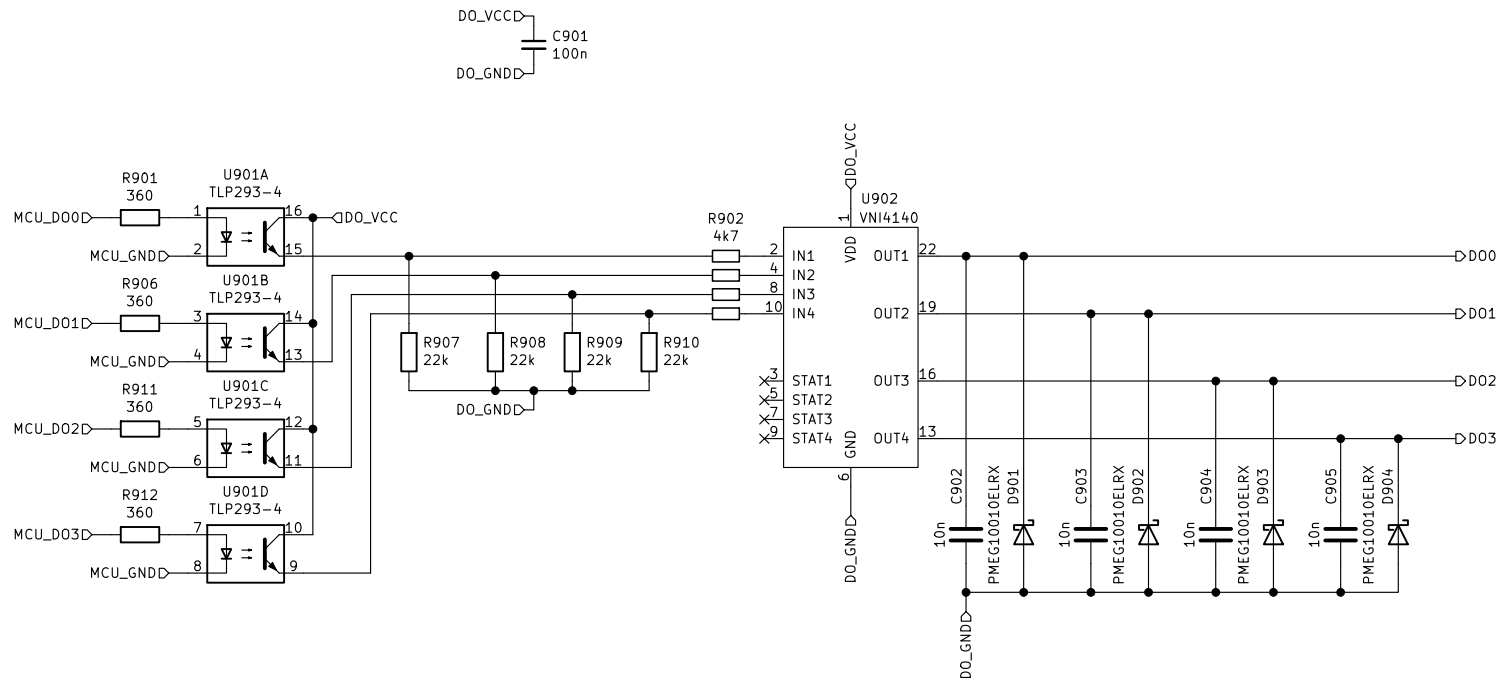 DO_VCC
C901
100n
DO_GND
R901
360
MCU_DO0
MCU_GND
U901A
TLP293-4
1
2
16
15
DO_VCC
R906
360
MCU_DO1
MCU_GND
U901B
TLP293-4
3
4
14
13
R911
360
MCU_DO2
MCU_GND
U901C
TLP293-4
5
6
12
11
R912
360
MCU_DO3
MCU_GND
U901D
TLP293-4
7
8
10
9
R907
22k
R908
22k
R909
22k
R910
22k
DO_GND
R902
4k7
DO_VCC
U902
VNI4140
1
VDD
2
IN1
4
IN2
8
IN3
10
IN4
3
STAT1
5
STAT2
7
STAT3
9
STAT4
GND
6
DO_GND
OUT1
22
OUT2
19
OUT3
16
OUT4
13
DO0
DO1
DO2
DO3
C902
10n
PMEG10010ELRX
D901
C903
10n
PMEG10010ELRX
D902
C904
10n
PMEG10010ELRX
D903
C905
10n
PMEG10010ELRX
D904
DO_GND